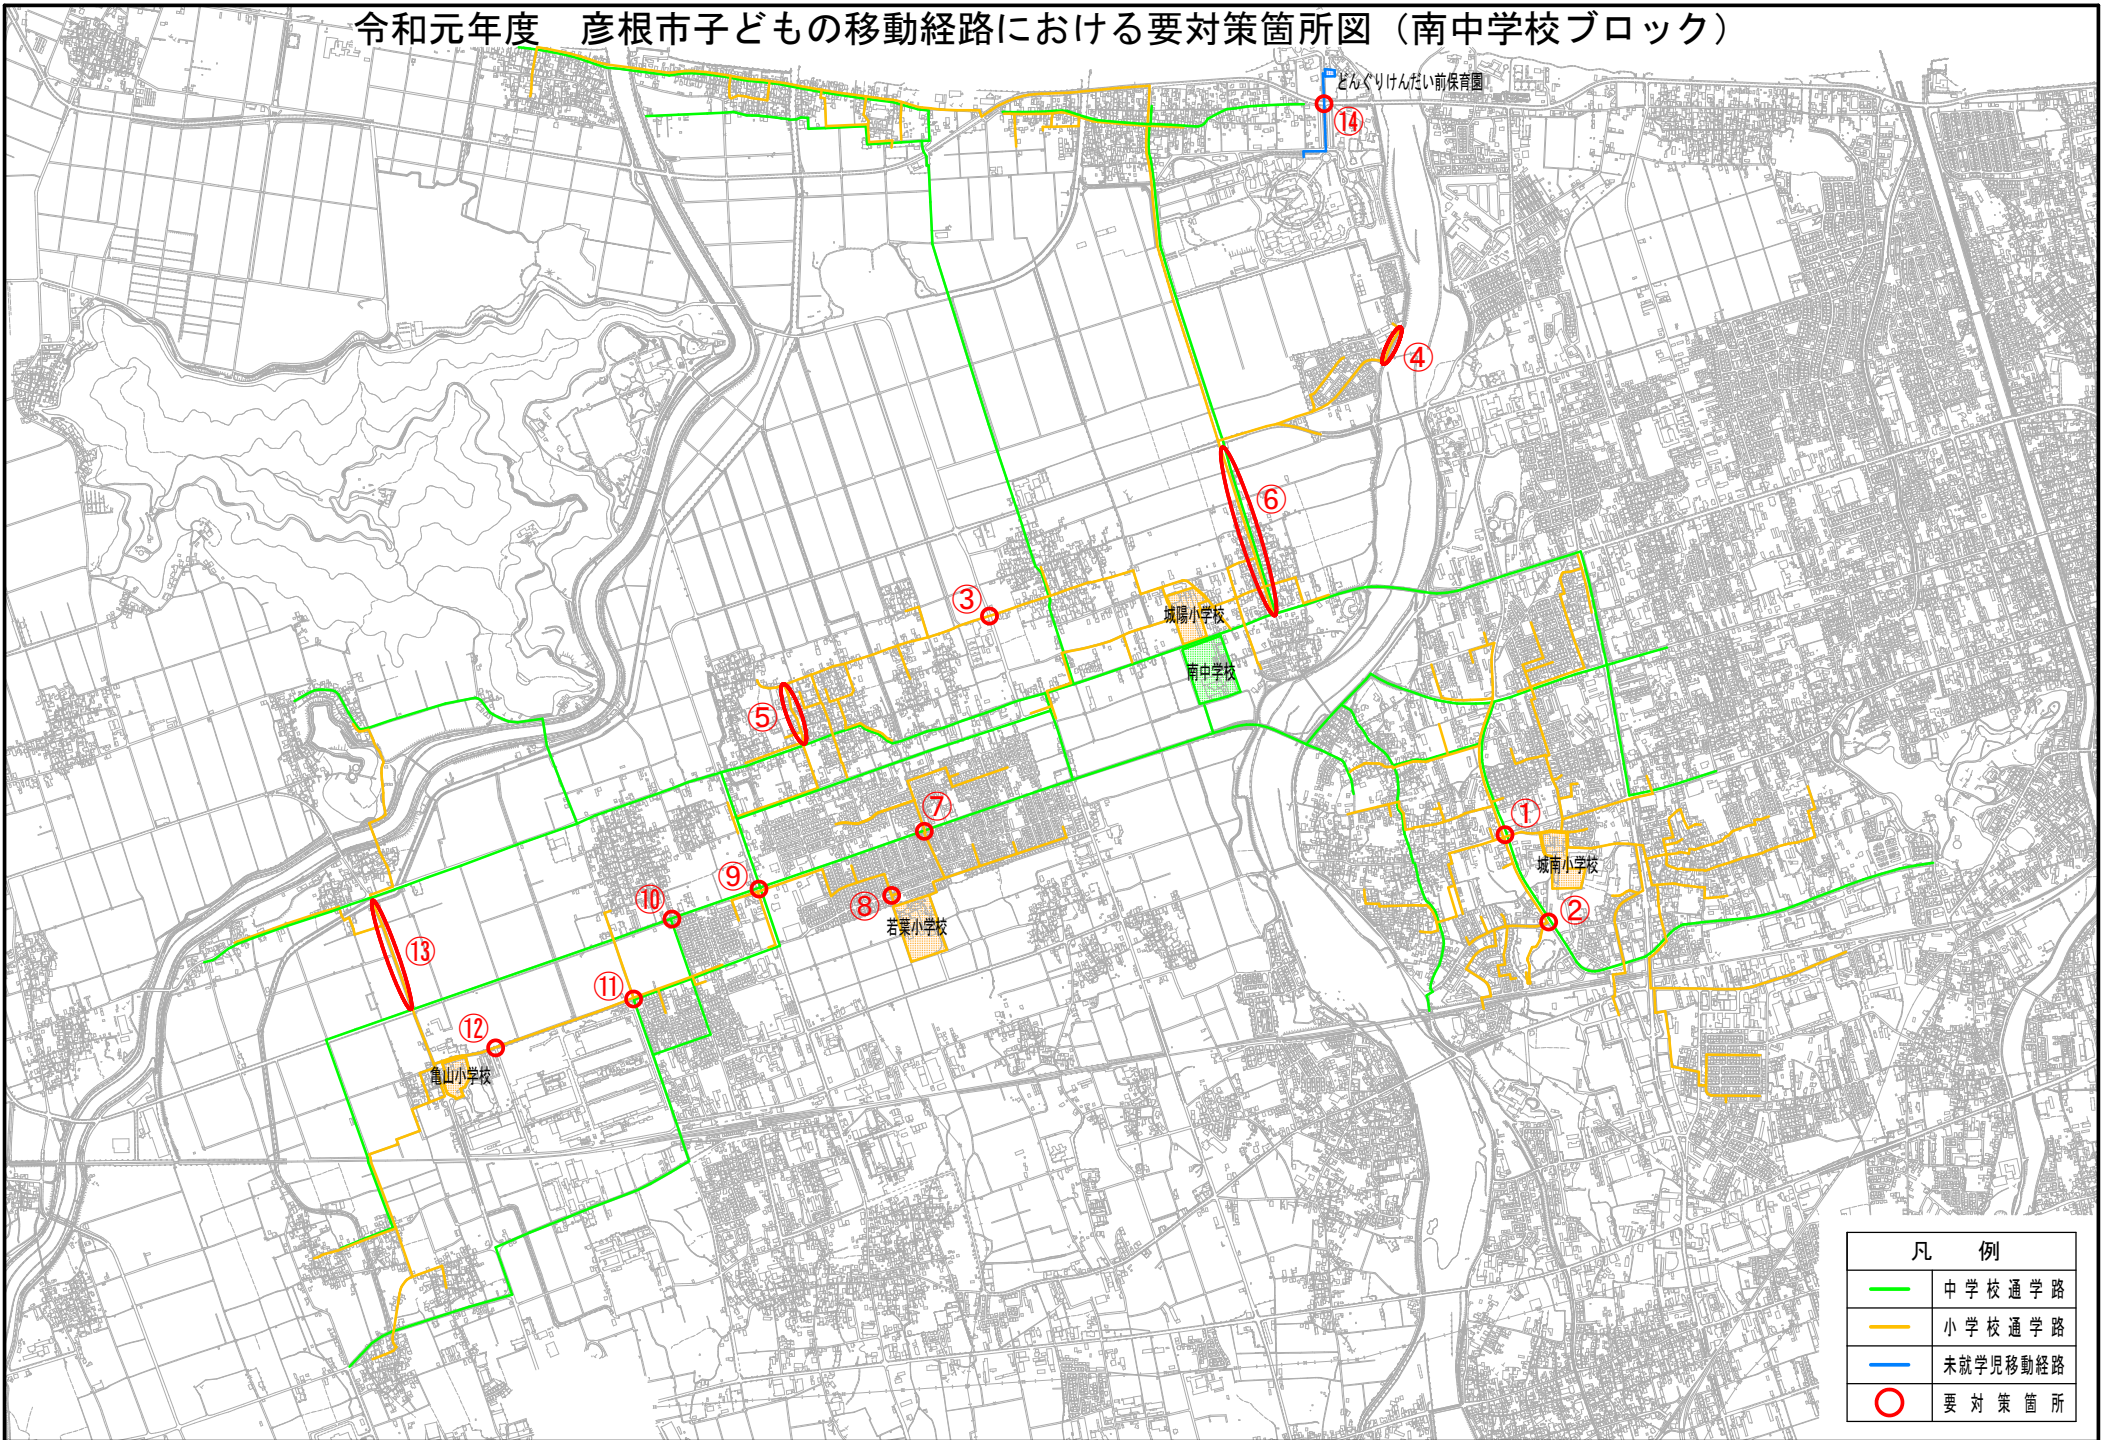 令和元年度　彦根市子どもの移動経路における要対策箇所図（南中学校ブロック）
どんぐりけんだい前保育園
⑭
④
⑥
③
城陽小学校
南中学校
⑤
⑦
①
城南小学校
⑨
⑩
⑧
②
若葉小学校
⑬
⑪
⑫
亀山小学校
凡　例
中学校通学路
小学校通学路
未就学児移動経路
要対策箇所